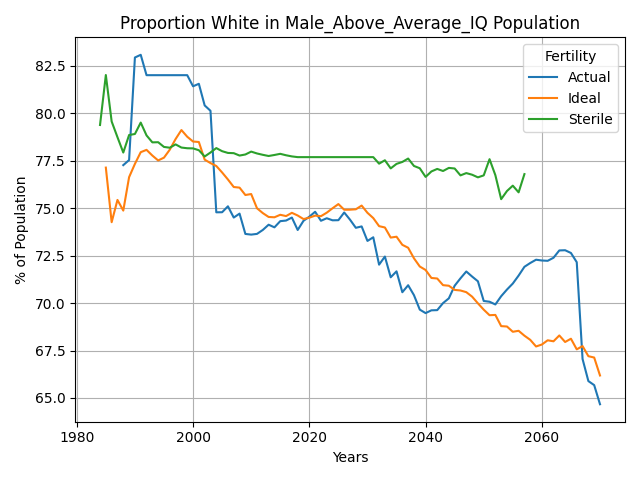 Proportion White in Male_Above_Average_IQ Population
% of Population
82.5
80.0
77.5
75.0
72.5
70.0
67.5
65.0
1980
2000
2020
2040
2060
Years
Fertility
Actual
Ideal
Sterile